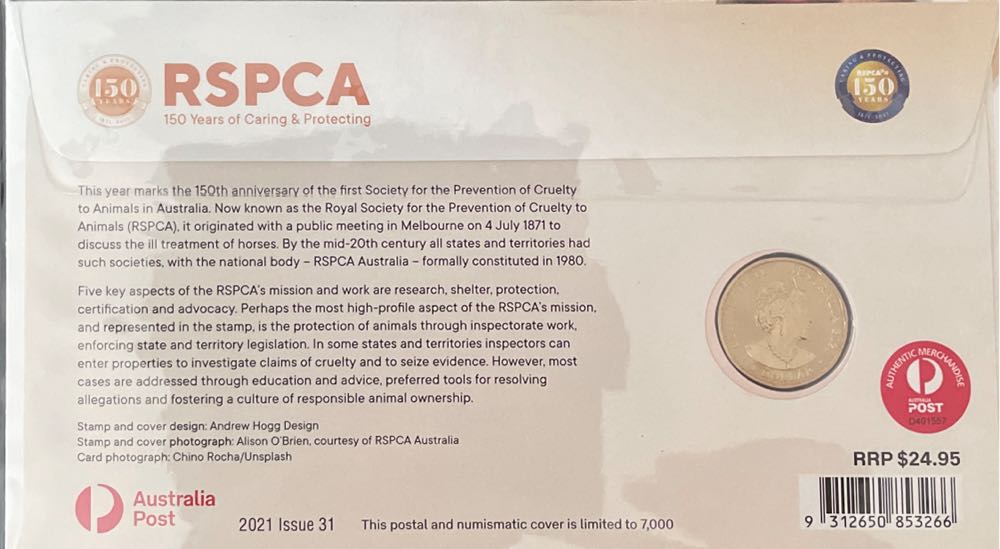 CARING & PROTECTING
150
YEARS
1871-2021
RSPCA
150 Years of Caring & Protecting
CARING & PROTECTING
RSPCA's
150
YEARS
1871-2021
This year marks the 150th anniversary of the first Society for the Prevention of Cruelty
to Animals in Australia. Now known as the Royal Society for the Prevention of Cruelty to
Animals (RSPCA), it originated with a public meeting in Melbourne on 4 July 1871 to
discuss the ill treatment of horses. By the mid-20th century all states and territories had
such societies, with the national body – RSPCA Australia – formally constituted in 1980.
Five key aspects of the RSPCA's mission and work are research, shelter, protection,
certification and advocacy. Perhaps the most high-profile aspect of the RSPCA's mission,
and represented in the stamp, is the protection of animals through inspectorate work,
enforcing state and territory legislation. In some states and territories inspectors can
enter properties to investigate claims of cruelty and to seize evidence. However, most
cases are addressed through education and advice, preferred tools for resolving
allegations and fostering a culture of responsible animal ownership.
Stamp and cover design: Andrew Hogg Design
Stamp and cover photograph: Alison O'Brien, courtesy of RSPCA Australia
Card photograph: Chino Rocha/Unsplash
DOLLAR
AUTHENTIC MERCHANDISE
AUSTRALIA
POST
0401557
RRP $24.95
Australia
Post
2021 Issue 31
This postal and numismatic cover is limited to 7,000
9 312650 853266